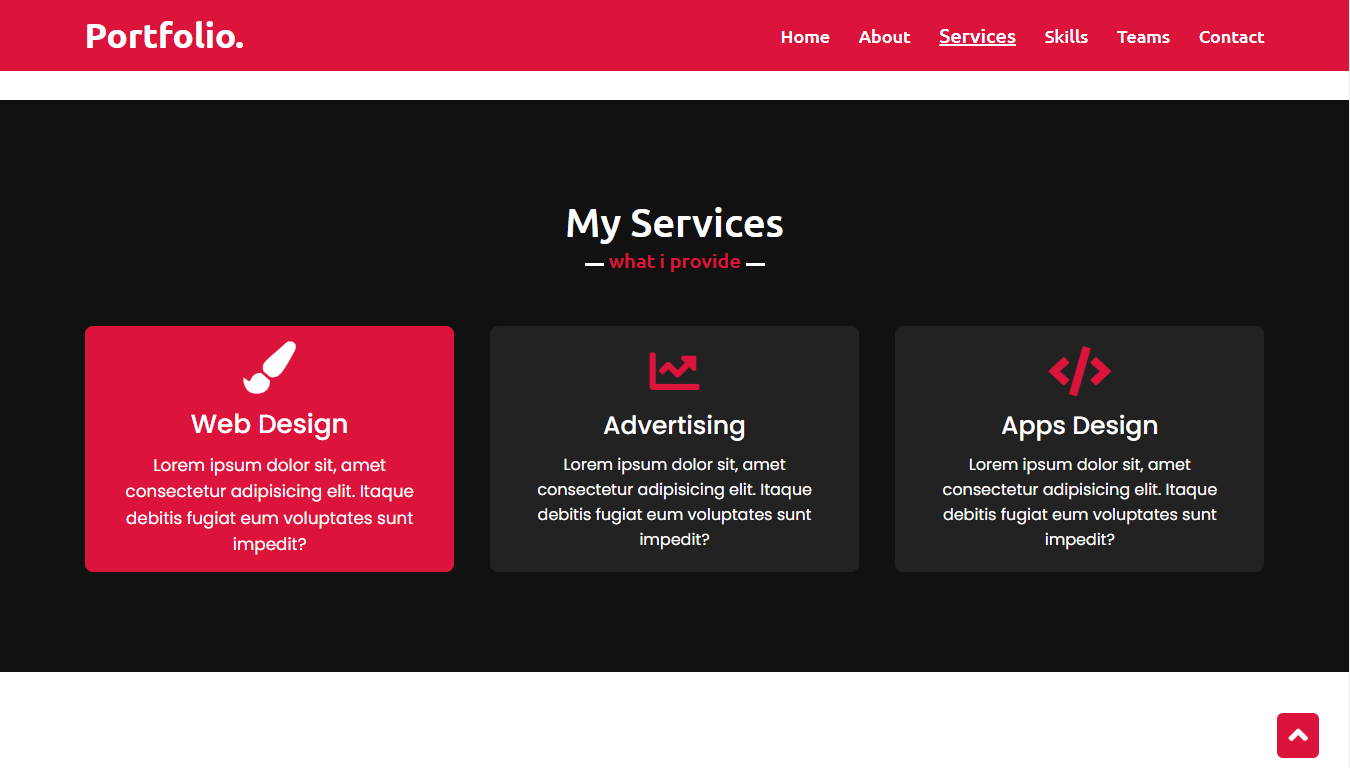 Portfolio.
Home About Services Skills Teams Contact
My Services
what i provide
Web Design
Lorem ipsum dolor sit, amet
consectetur adipisicing elit. Itaque
debitis fugiat eum voluptates sunt
impedit?
Advertising
Lorem ipsum dolor sit, amet
consectetur adipisicing elit. Itaque
debitis fugiat eum voluptates sunt
impedit?
Apps Design
Lorem ipsum dolor sit, amet
consectetur adipisicing elit. Itaque
debitis fugiat eum voluptates sunt
impedit?